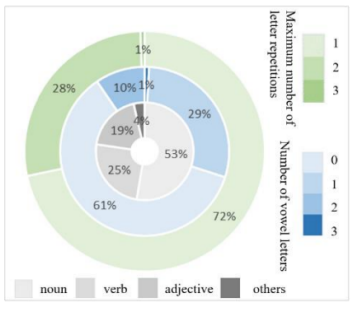 Maximum number of
letter repetitions
1
2
3
Number of vowel letters
0
1
2
3
1%
28%
10%
1%
29%
4%
19%
53%
25%
61%
72%
noun
verb
adjective
others